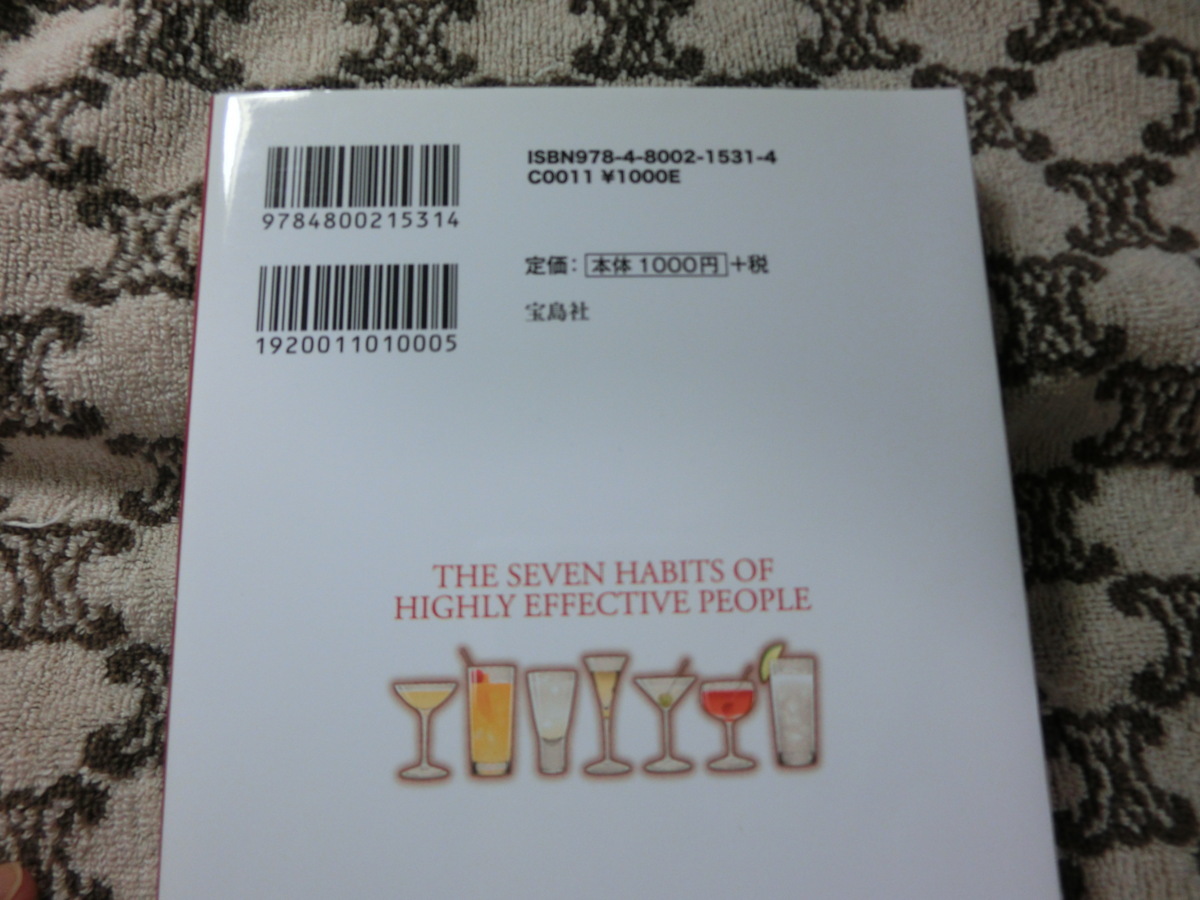 9784800215314
1920011010005
ISBN978-4-8002-1531-4
C0011 ¥1000E
定価: 本体 1000円 +税
宝島社
THE SEVEN HABITS OF
HIGHLY EFFECTIVE PEOPLE